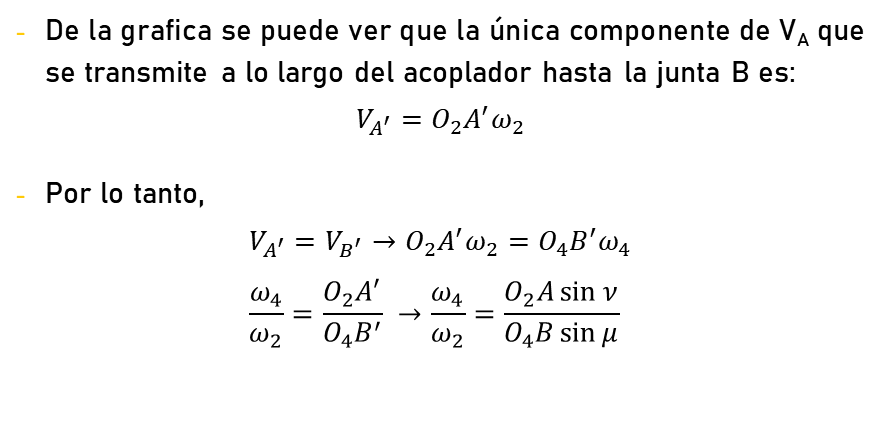 - De la grafica se puede ver que la única componente de V_A que
se transmite a lo largo del acoplador hasta la junta B es:
V_{A′} = O_2A′ω_2
- Por lo tanto,
V_{A′} = V_{B′} → O_2A′ω_2 = O_4B′ω_4
ω_4/ω_2 = O_2A′/O_4B′ → ω_4/ω_2 = O_2A sin ν/O_4B sin μ